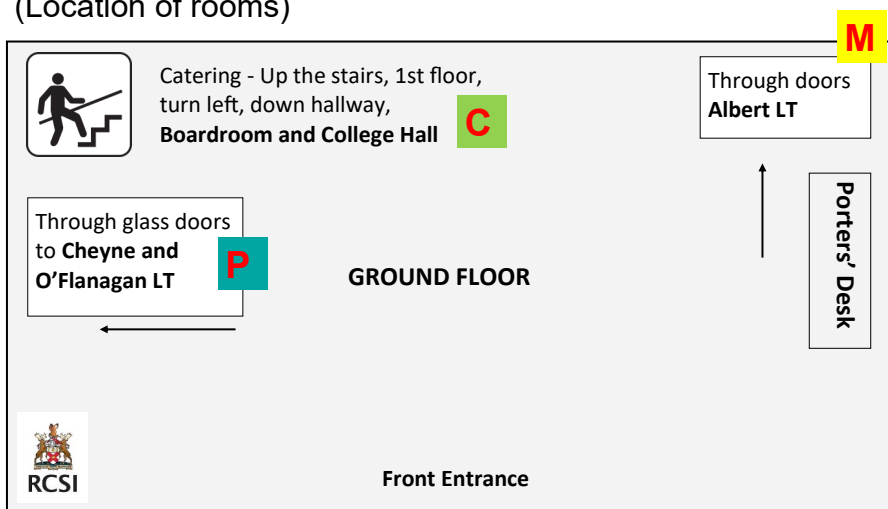 (Location of rooms)
M
Catering - Up the stairs, 1st floor,
turn left, down hallway,
Boardroom and College Hall
C
Through doors
Albert LT
Through glass doors
to Cheyne and
O’Flanagan LT
P
GROUND FLOOR
Porters’ Desk
RCSI
Front Entrance